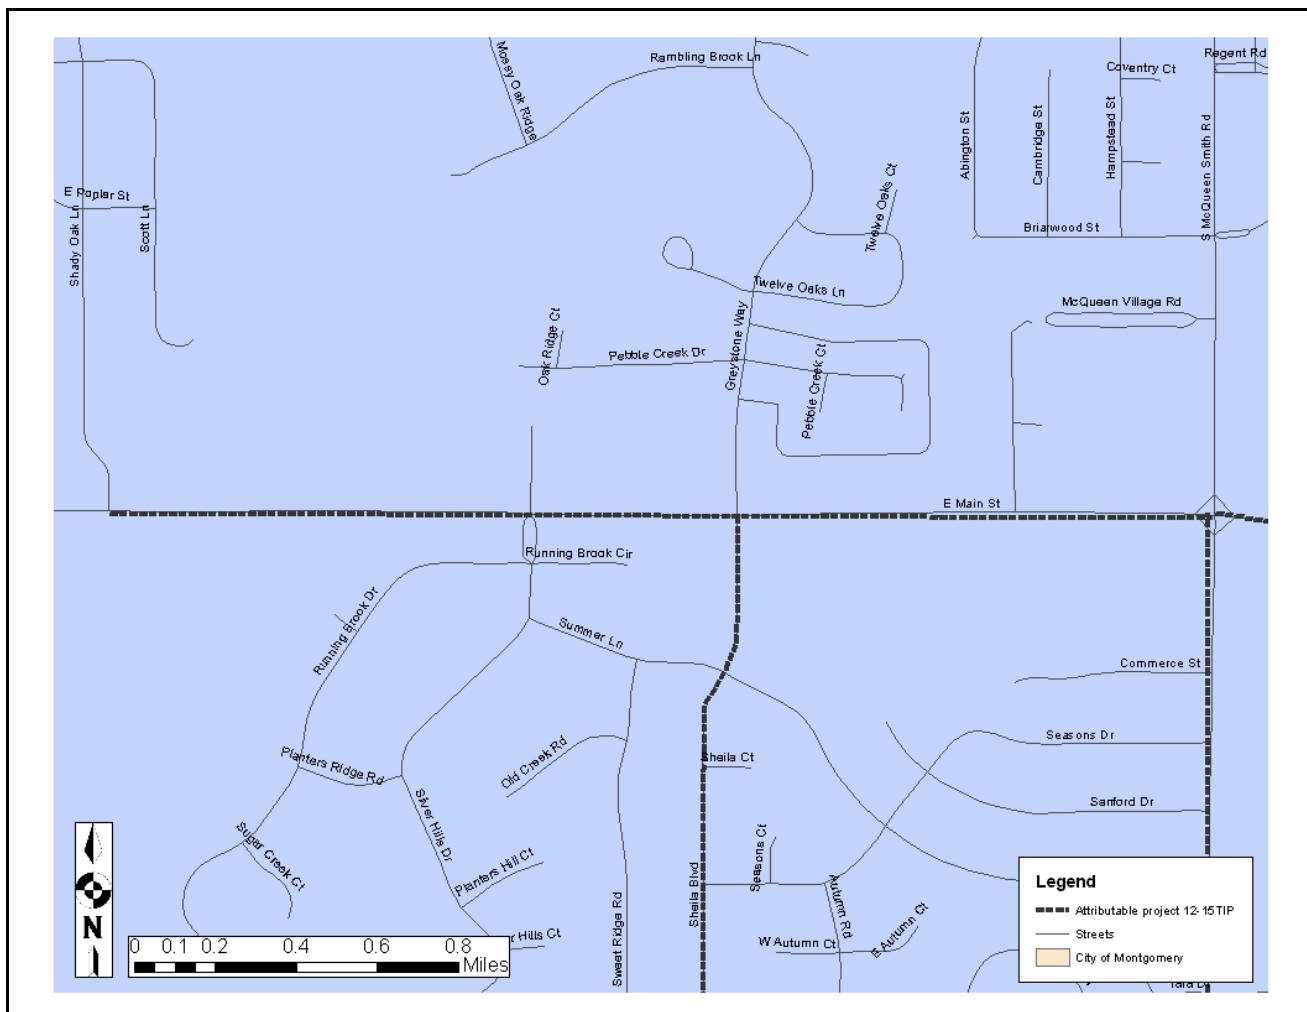 Mossy Oak Ridge
Rambling Brook Ln
Regent Rd
Coventry Ct
Abington St
Cambridge St
Hampstead St
S McQueen Smith Rd
E Poplar St
Shady Oak Ln
Scott Ln
Twelve Oaks Ct
Briarwood St
Twelve Oaks Ln
McQueen Village Rd
Oak Ridge Ct
Pebble Creek Dr
Greystone Way
Pebble Creek Ct
E Main St
Running Brook Cir
Running Brook Dr
Summer Ln
Commerce St
Seasons Dr
Planters Ridge Rd
Old Creek Rd
Sheila Ct
Sanford Dr
Silver Hills Dr
Sugar Creek Ct
Planters Hill Ct
Seasons Ct
Sheila Blvd
Autumn Rd
Sweet Ridge Rd
W Autumn Ct
E Autumn Ct
r Hills Ct
N
0 0.1 0.2 0.4 0.6 0.8
Miles
Legend
Attributable project 12-15TIP
Streets
City of Montgomery